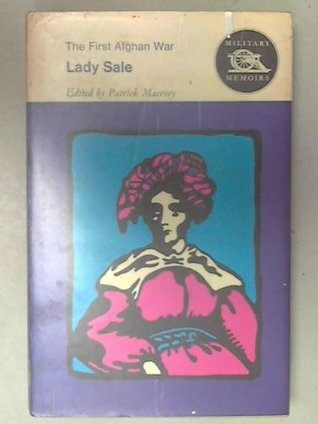 The First Afghan War
Lady Sale
Edited by Patrick Macrory
MILITARY
MEMOIRS